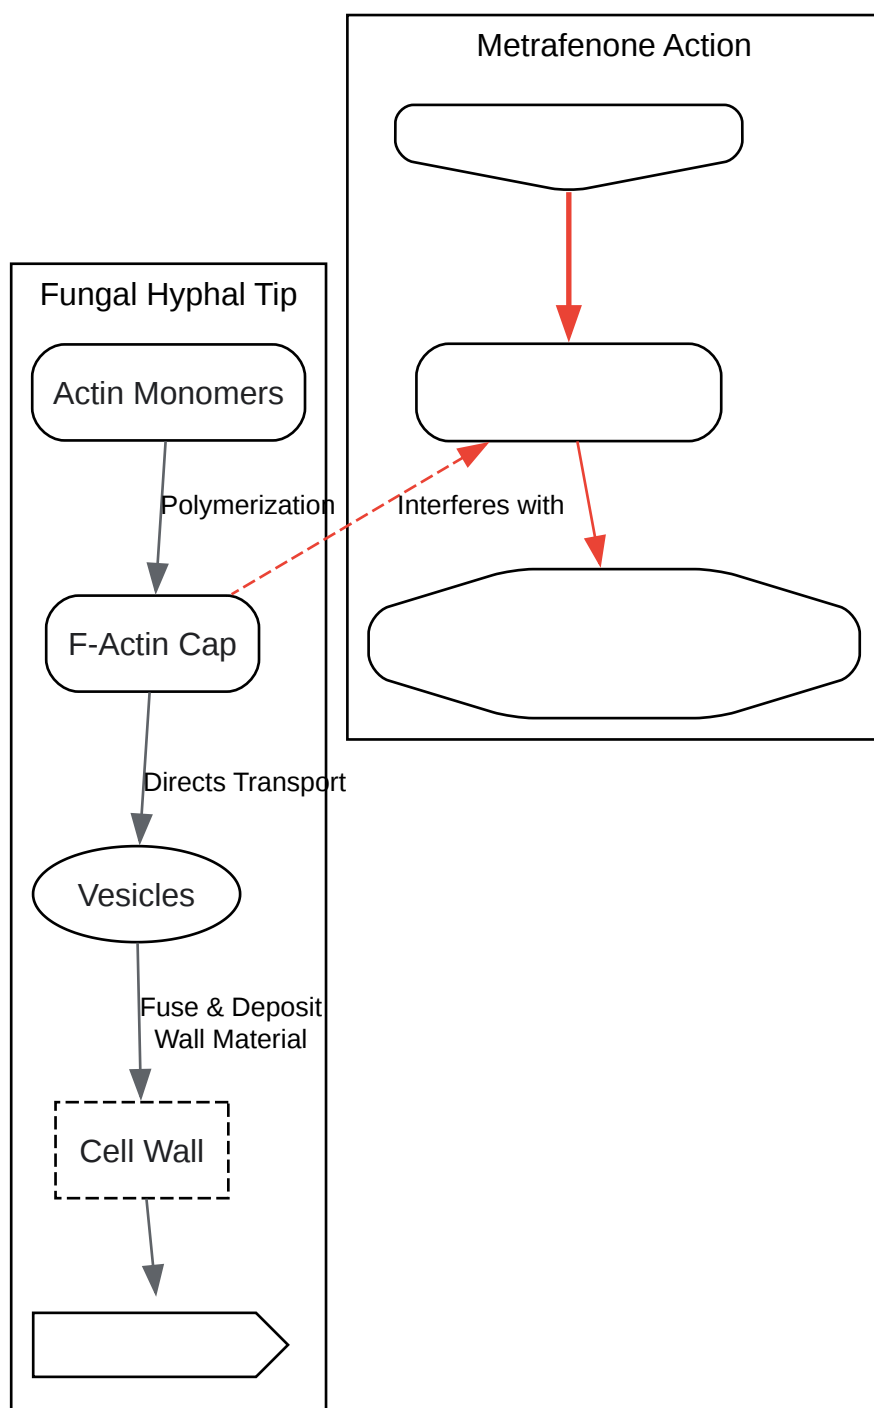 Metrafenone Action
Fungal Hyphal Tip
Actin Monomers
Polymerization
Interferes with
F-Actin Cap
Directs Transport
Vesicles
Fuse & Deposit
Wall Material
Cell Wall